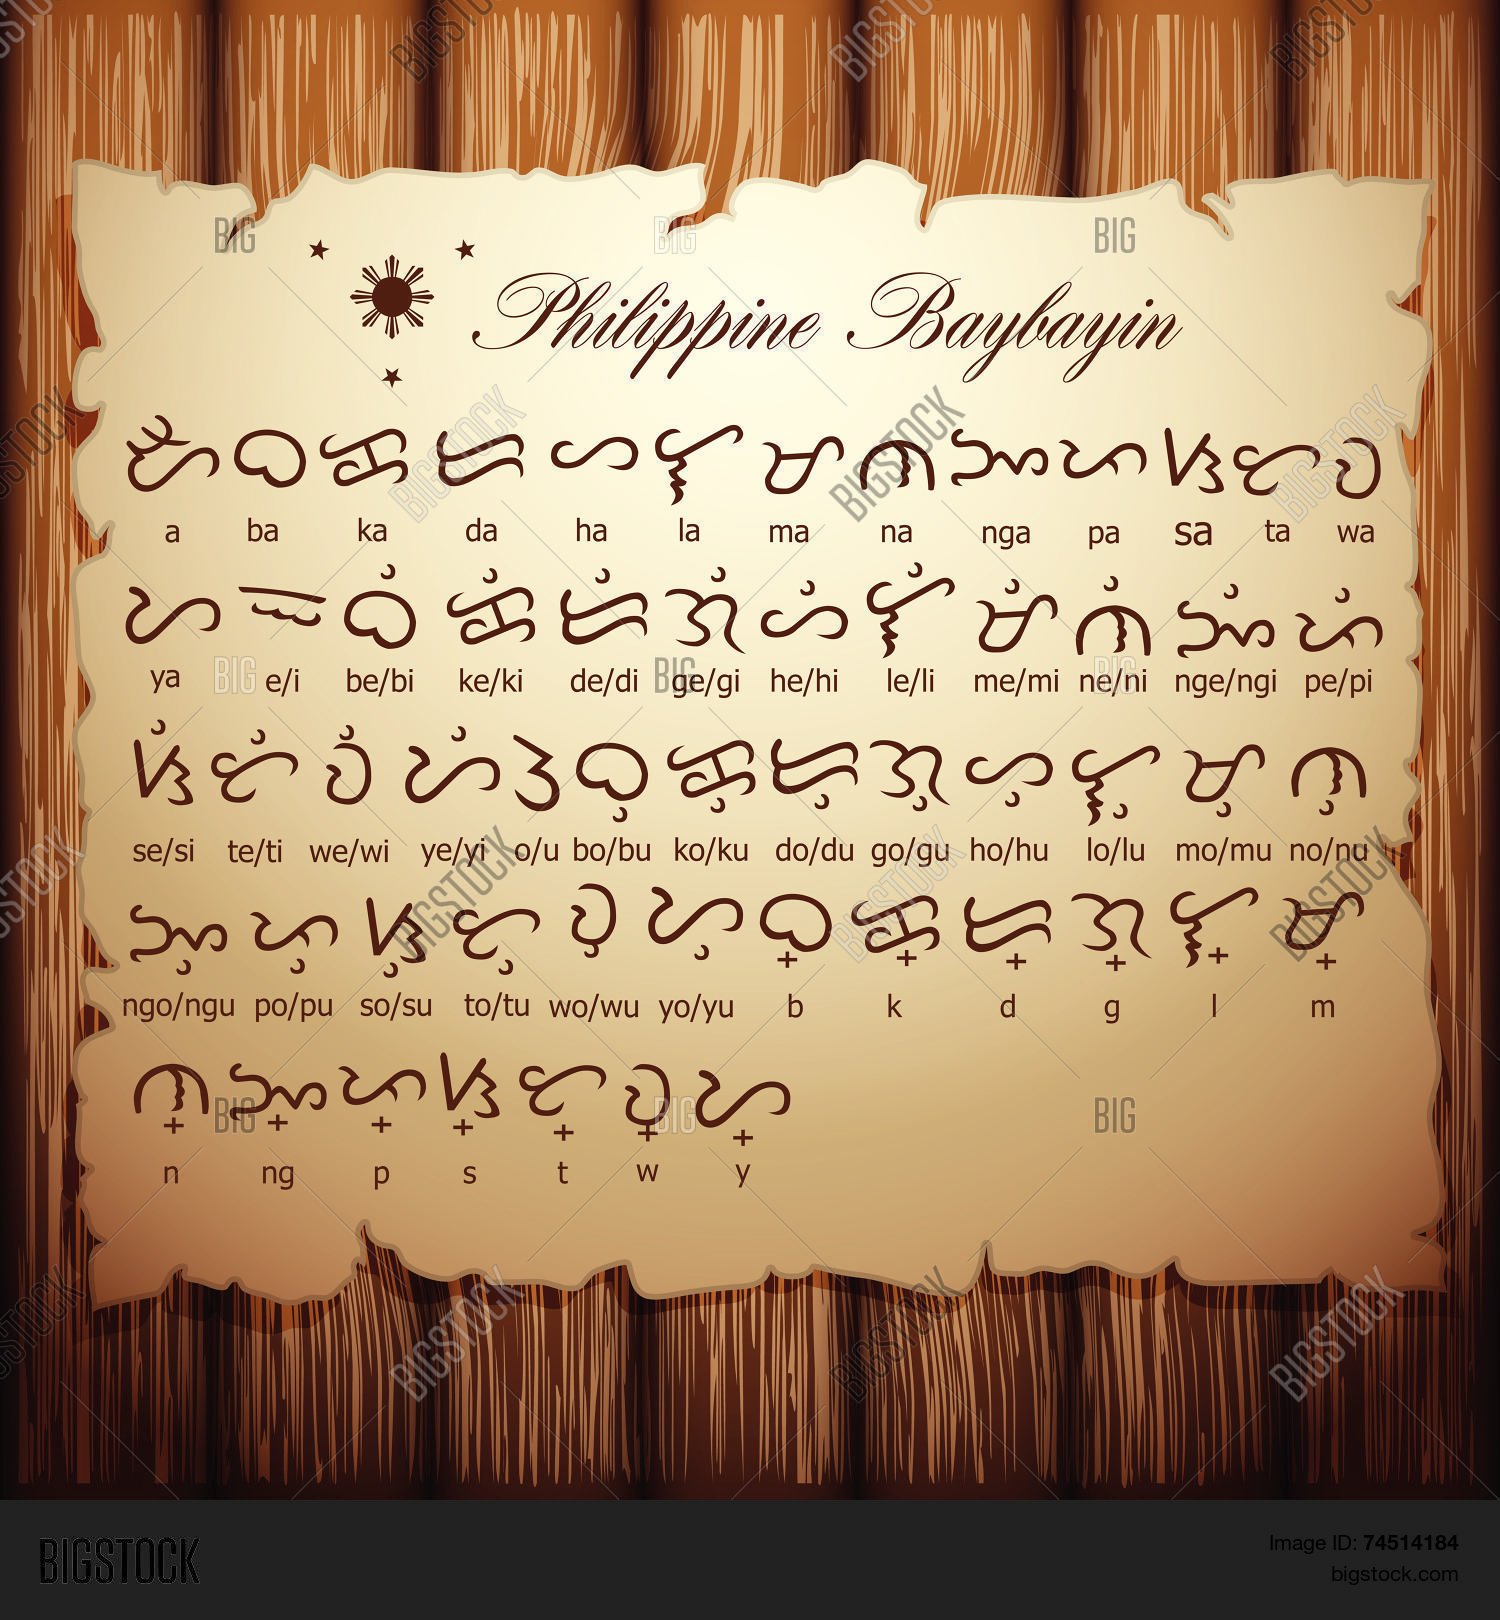 Philippine Baybayin
ᜀ ᜊ ᜃ ᜇ ᜑ ᜎ ᜋ ᜈ ᜅ ᜉ ᜐ ᜆ ᜏ
a ba ka da ha la ma na nga pa sa ta wa
ᜌ ᜁ ᜊᜒ ᜃᜒ ᜇᜒ ᜄᜒ ᜑᜒ ᜎᜒ ᜋᜒ ᜈᜒ ᜅᜒ ᜉᜒ
ya e/i be/bi ke/ki de/di ge/gi he/hi le/li me/mi ne/ni nge/ngi pe/pi
ᜐᜒ ᜆᜒ ᜏᜒ ᜌᜒ ᜂ ᜊᜓ ᜃᜓ ᜇᜓ ᜄᜓ ᜑᜓ ᜎᜓ ᜋᜓ ᜈᜓ
se/si te/ti we/wi ye/yi o/u bo/bu ko/ku do/du go/gu ho/hu lo/lu mo/mu no/nu
ᜅᜓ ᜉᜓ ᜐᜓ ᜆᜓ ᜏᜓ ᜌᜓ ᜊ᜔ ᜃ᜔ ᜇ᜔ ᜄ᜔ ᜎ᜔ ᜋ᜔
ngo/ngu po/pu so/su to/tu wo/wu yo/yu b k d g l m
ᜈ᜔ ᜅ᜔ ᜉ᜔ ᜐ᜔ ᜆ᜔ ᜏ᜔ ᜌ᜔
n ng p s t w y
BIGSTOCK
Image ID: 74514184
bigstock.com